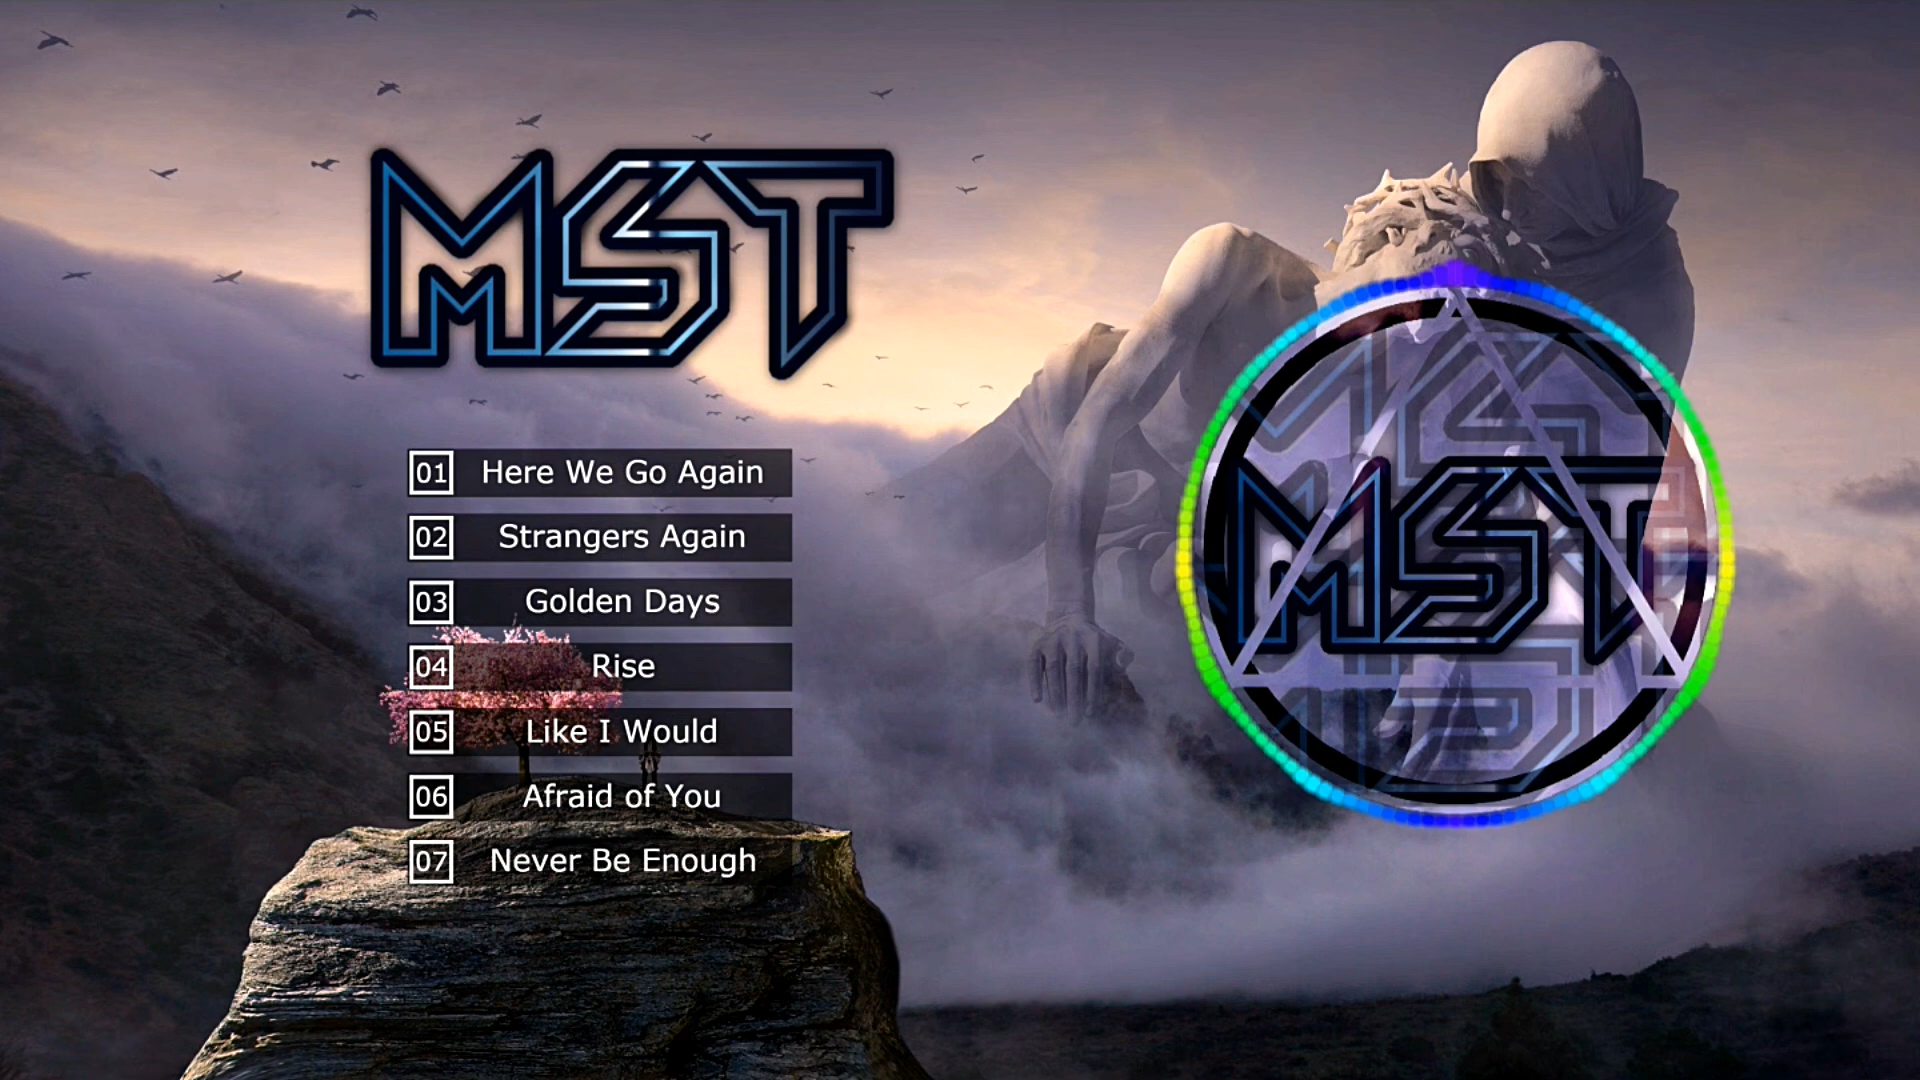 MST
01 Here We Go Again
02 Strangers Again
03 Golden Days
04 Rise
05 Like I Would
06 Afraid of You
07 Never Be Enough
MST